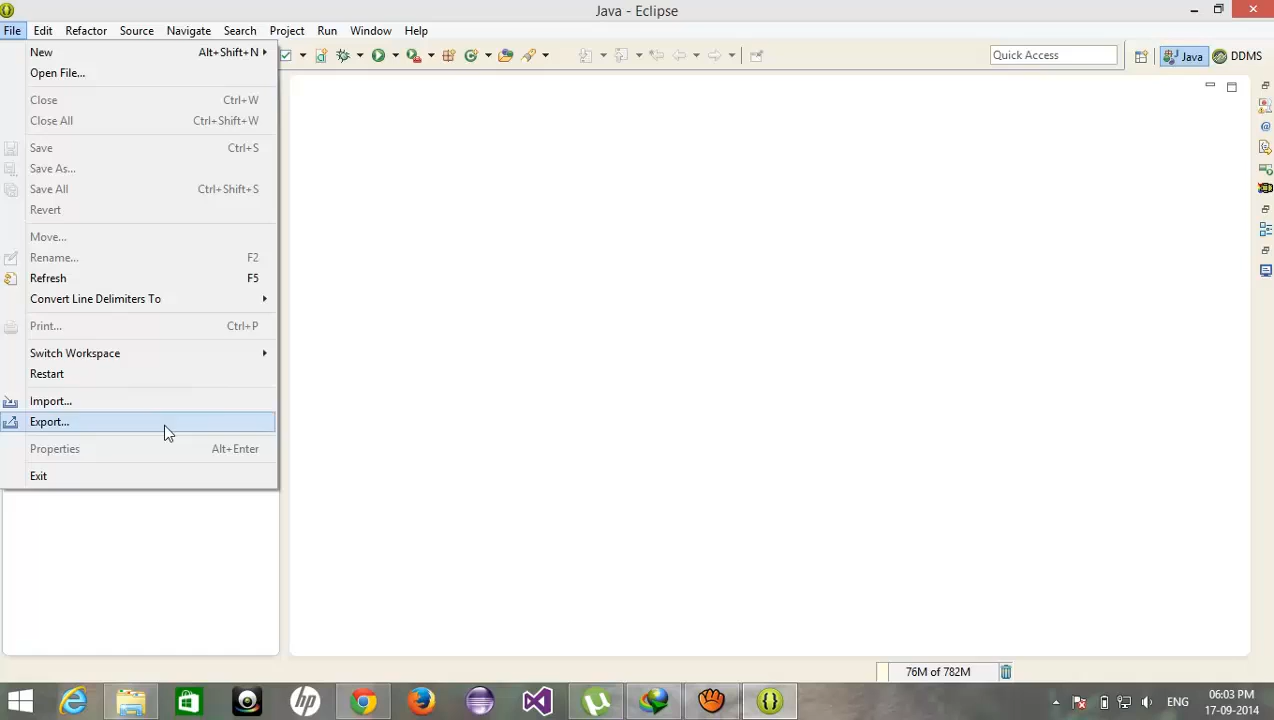 Java - Eclipse
File Edit Refactor Source Navigate Search Project Run Window Help
New Alt+Shift+N
Open File...
Close Ctrl+W
Close All Ctrl+Shift+W
Save Ctrl+S
Save As...
Save All Ctrl+Shift+S
Revert
Move...
Rename... F2
Refresh F5
Convert Line Delimiters To
Print... Ctrl+P
Switch Workspace
Restart
Import...
Export...
Properties Alt+Enter
Exit
Quick Access
Java DDMS
76M of 782M
ENG
06:03 PM
17-09-2014